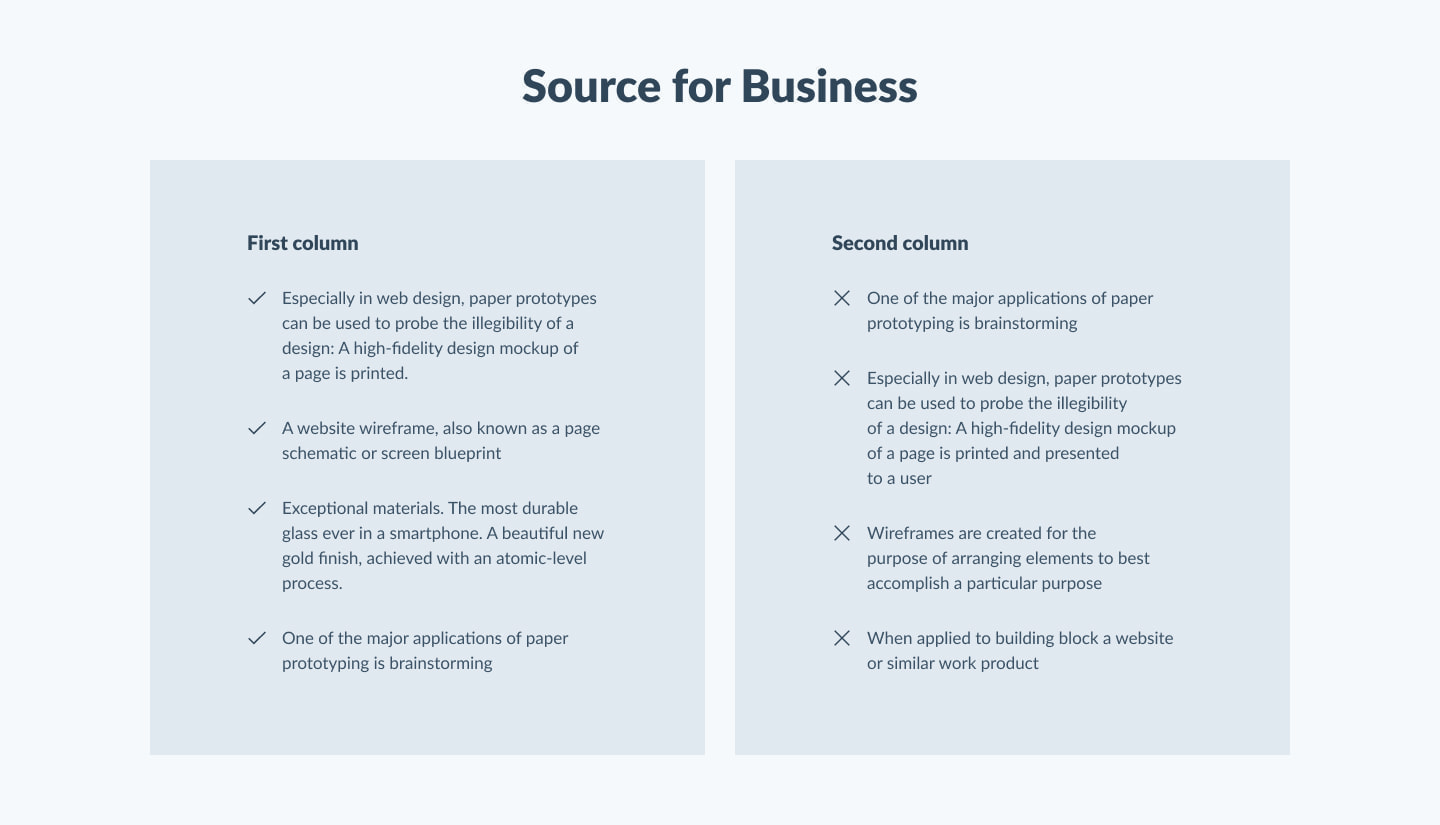 Source for Business
First column
Especially in web design, paper prototypes
can be used to probe the illegibility of a
design: A high-fidelity design mockup of
a page is printed.
A website wireframe, also known as a page
schematic or screen blueprint
Exceptional materials. The most durable
glass ever in a smartphone. A beautiful new
gold finish, achieved with an atomic-level
process.
One of the major applications of paper
prototyping is brainstorming
Second column
One of the major applications of paper
prototyping is brainstorming
Especially in web design, paper prototypes
can be used to probe the illegibility
of a design: A high-fidelity design mockup
of a page is printed and presented
to a user
Wireframes are created for the
purpose of arranging elements to best
accomplish a particular purpose
When applied to building block a website
or similar work product